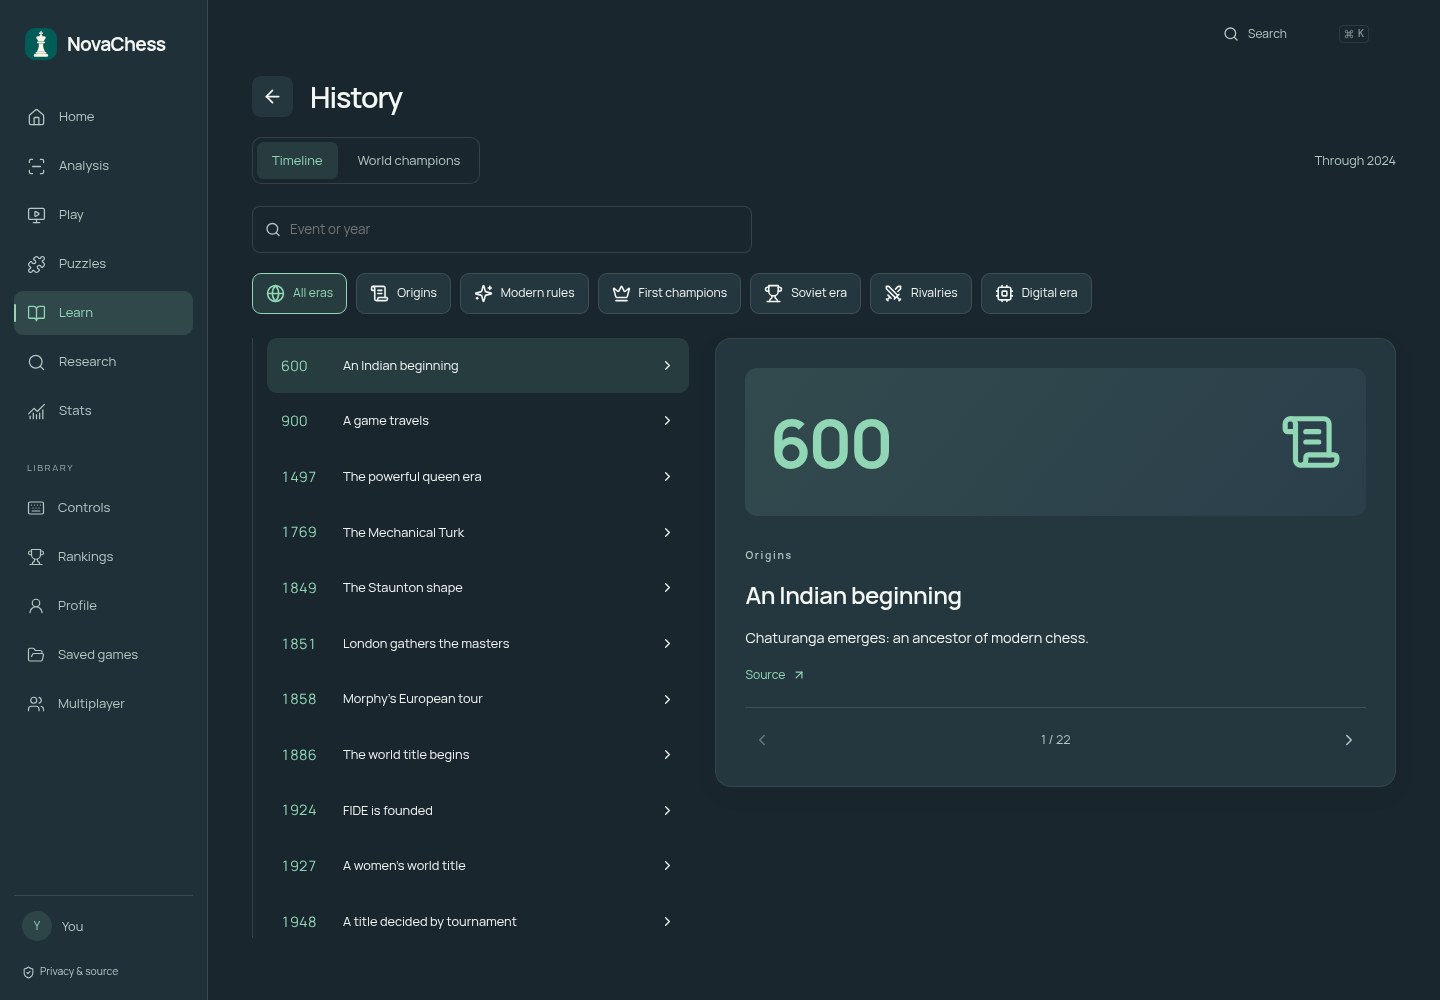 NovaChess
Search
⌘ K
Home
Analysis
Play
Puzzles
Learn
Research
Stats
LIBRARY
Controls
Rankings
Profile
Saved games
Multiplayer
Y
You
Privacy & source
History
Timeline
World champions
Through 2024
Event or year
All eras
Origins
Modern rules
First champions
Soviet era
Rivalries
Digital era
600 An Indian beginning
900 A game travels
1497 The powerful queen era
1769 The Mechanical Turk
1849 The Staunton shape
1851 London gathers the masters
1858 Morphy's European tour
1886 The world title begins
1924 FIDE is founded
1927 A women's world title
1948 A title decided by tournament
600
Origins
An Indian beginning
Chaturanga emerges: an ancestor of modern chess.
Source
1 / 22